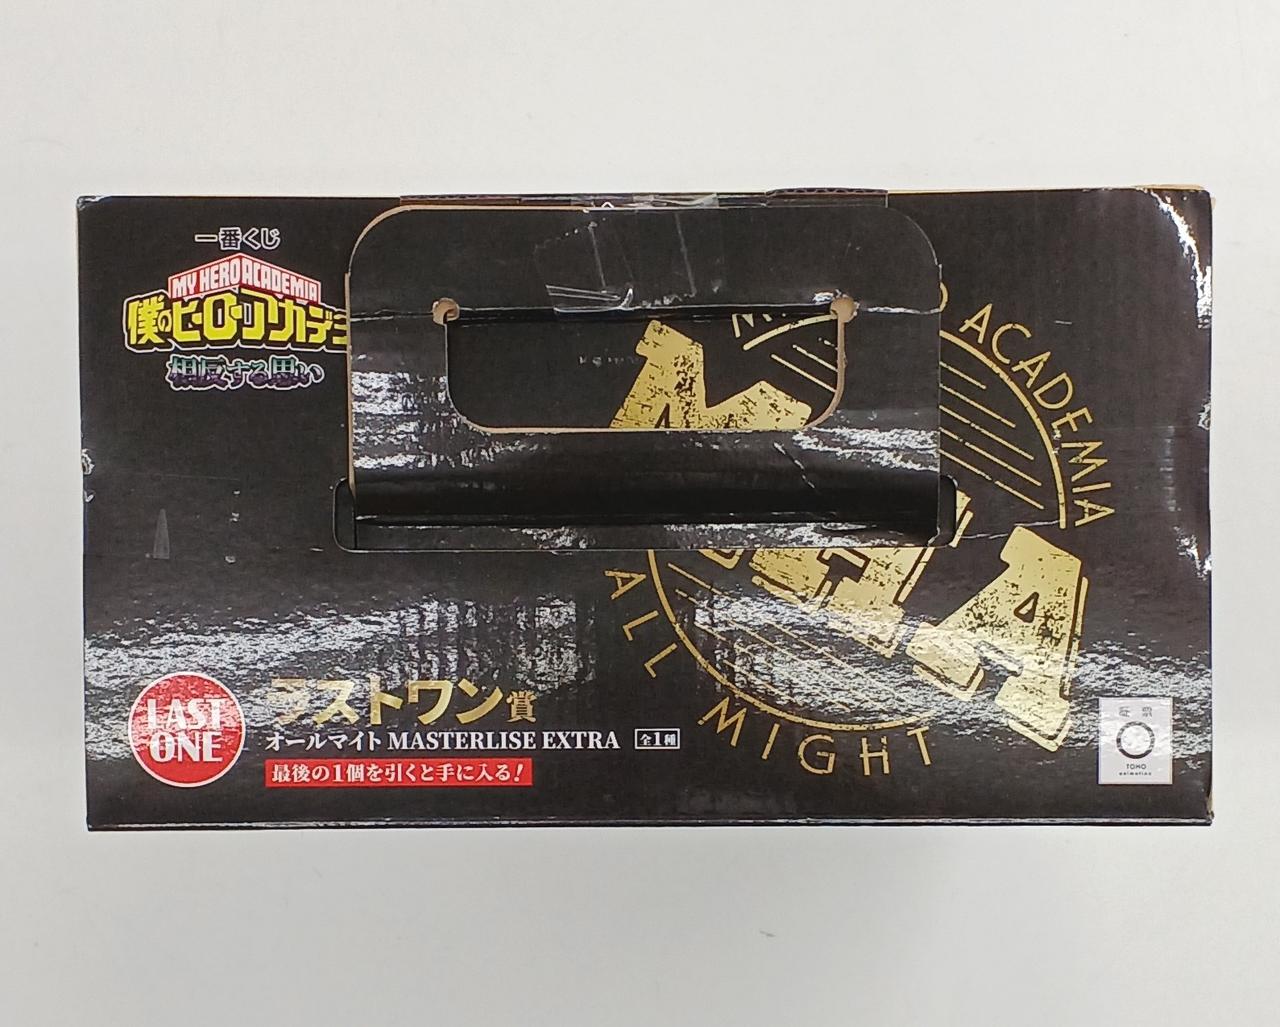 一番くじ
MY HERO ACADEMIA
僕のヒーローアカデミ
相反する思い
ACADEMIA
ALL MIGHT
LAST
ONE
ラストワン賞
オールマイト MASTERLISE EXTRA 全1種
最後の1個を引くと手に入る!
TOHO
animation